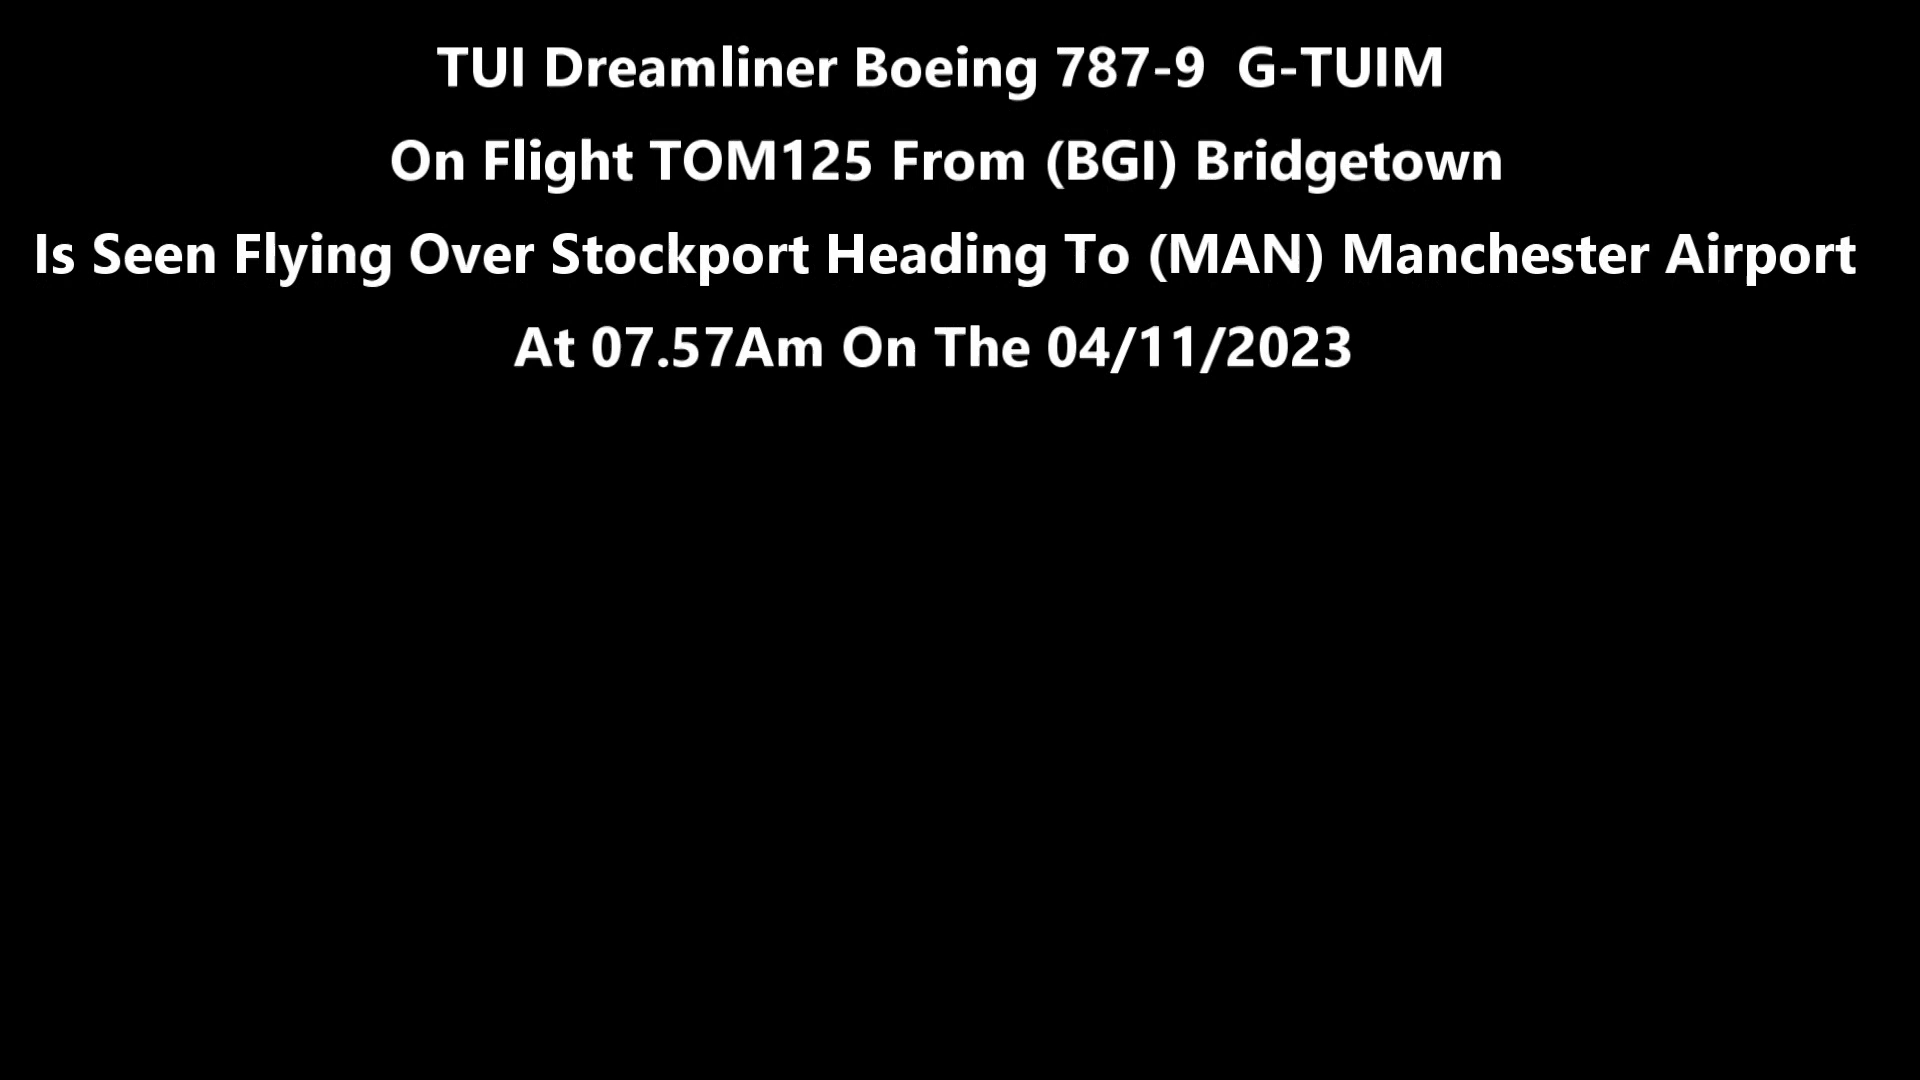 TUI Dreamliner Boeing 787-9  G-TUIM
On Flight TOM125 From (BGI) Bridgetown
Is Seen Flying Over Stockport Heading To (MAN) Manchester Airport
At 07.57Am On The 04/11/2023